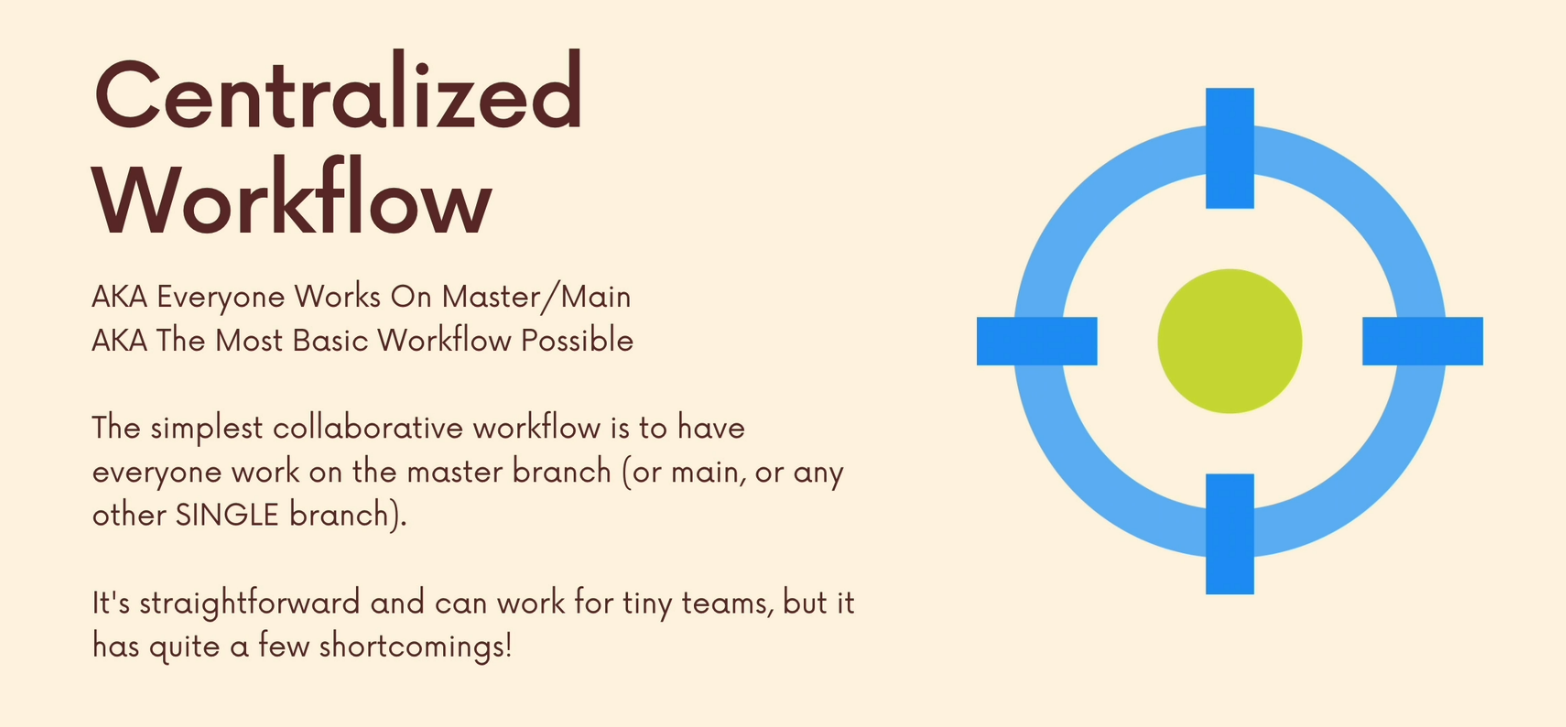 Centralized
Workflow
AKA Everyone Works On Master/Main
AKA The Most Basic Workflow Possible
The simplest collaborative workflow is to have
everyone work on the master branch (or main, or any
other SINGLE branch).
It's straightforward and can work for tiny teams, but it
has quite a few shortcomings!